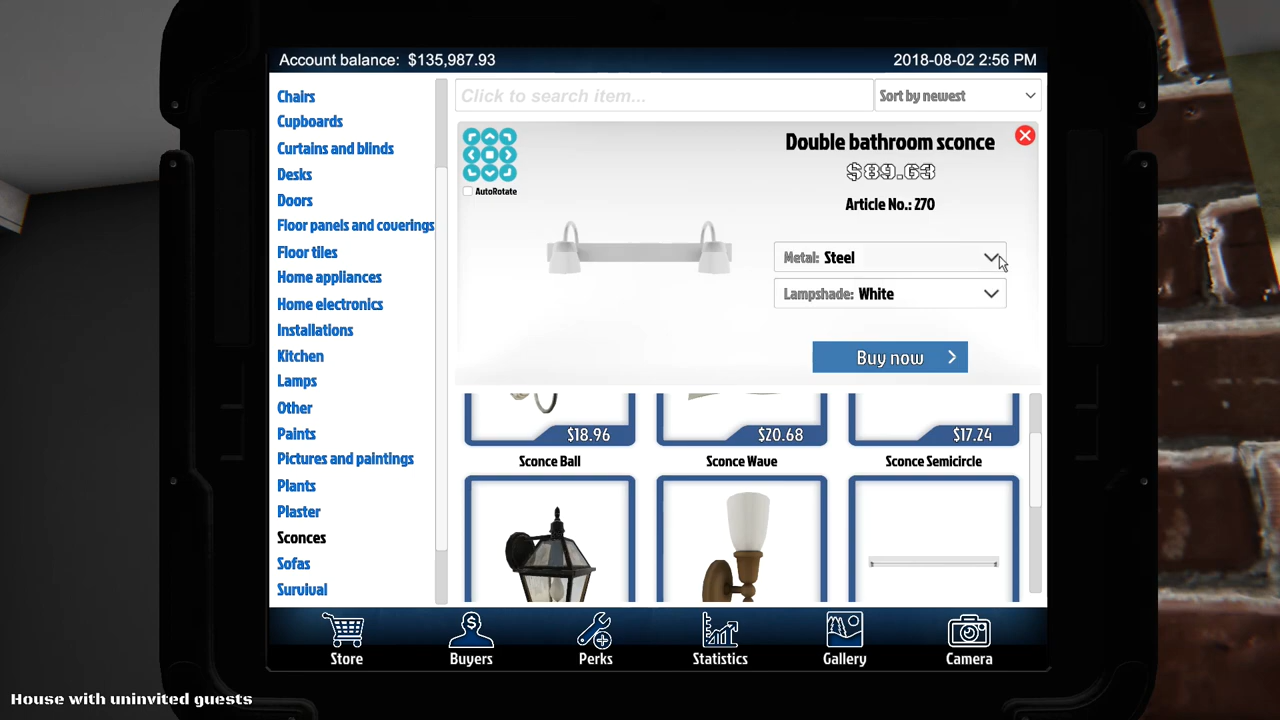 Account balance: $135,987.93
2018-08-02 2:56 PM
Chairs
Cupboards
Curtains and blinds
Desks
Doors
Floor panels and coverings
Floor tiles
Home appliances
Home electronics
Installations
Kitchen
Lamps
Other
Paints
Pictures and paintings
Plants
Plaster
Sconces
Sofas
Survival
Click to search item...
Sort by newest
AutoRotate
Double bathroom sconce
$89.63
Article No.: 270
Metal: Steel
Lampshade: White
Buy now
$18.96
$20.68
$17.24
Sconce Ball
Sconce Wave
Sconce Semicircle
Store
Buyers
Perks
Statistics
Gallery
Camera
House with uninvited guests